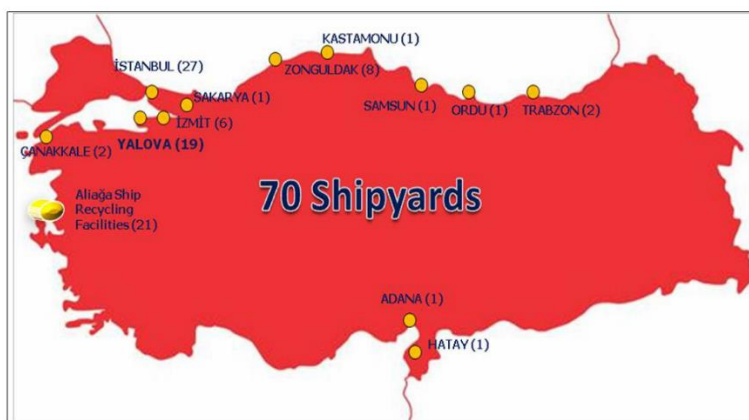 KASTAMONU (1)
İSTANBUL (27)
ZONGULDAK (8)
SAKARYA (1)
SAMSUN (1)
ORDU (1)
TRABZON (2)
İZMİT (6)
ÇANAKKALE (2)
YALOVA (19)
70 Shipyards
Aliağa Ship
Recycling
Facilities (21)
ADANA (1)
HATAY (1)